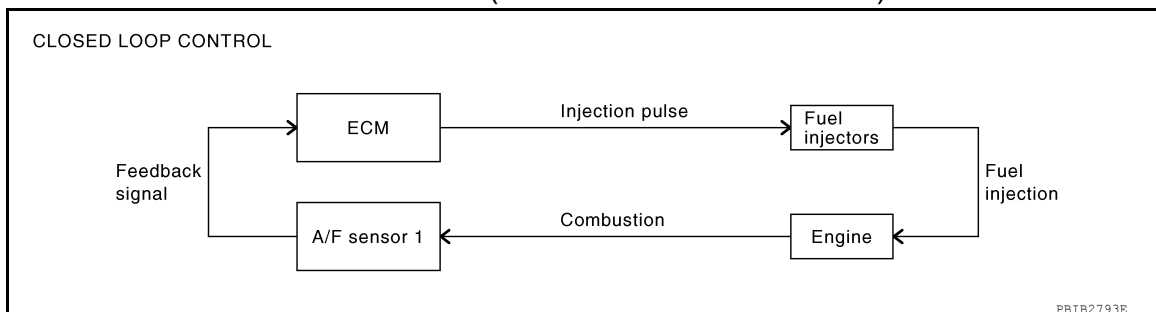 CLOSED LOOP CONTROL
Injection pulse
ECM
Fuel
injectors
Feedback
signal
Fuel
injection
Combustion
A/F sensor 1
Engine
PBIB2793E